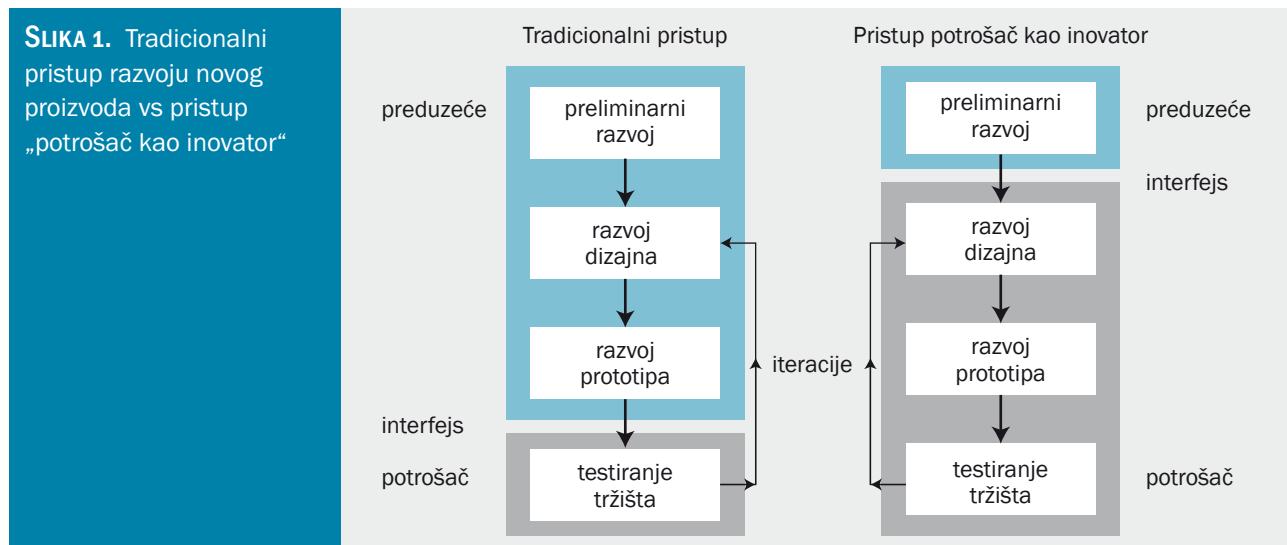 SLIKA 1. Tradicionalni
pristup razvoju novog
proizvoda vs pristup
„potrošač kao inovator“
Tradicionalni pristup
preduzeće
preliminarni
razvoj
razvoj
dizajna
razvoj
prototipa
interfejs
potrošač
testiranje
tržišta
iteracije
Pristup potrošač kao inovator
preliminarni
razvoj
preduzeće
interfejs
razvoj
dizajna
razvoj
prototipa
testiranje
tržišta
potrošač